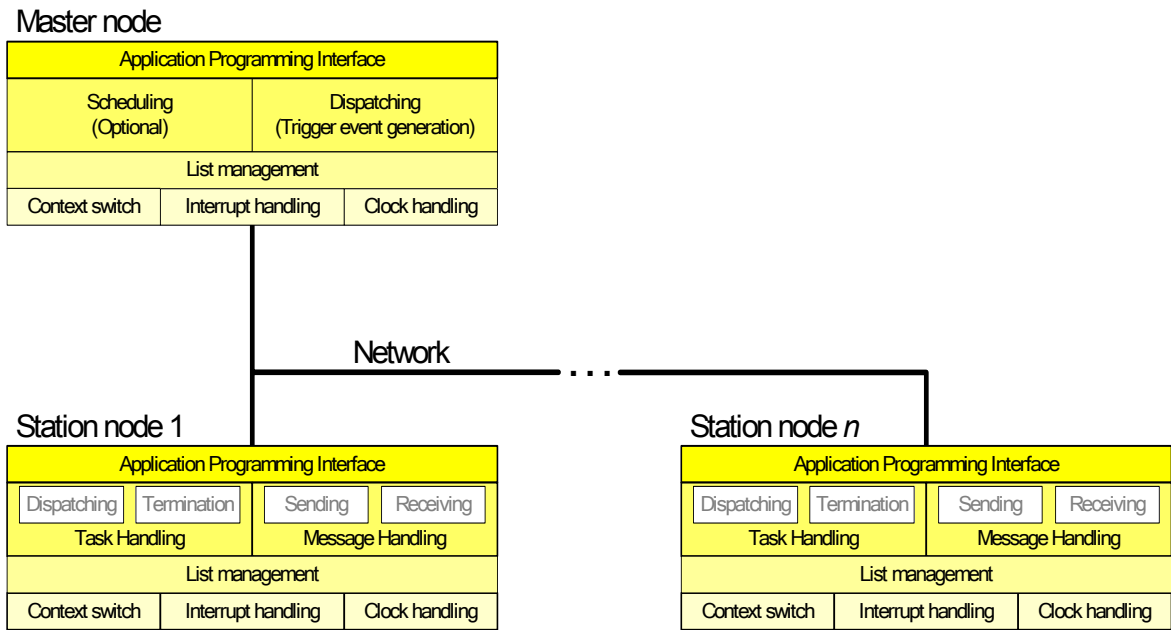 Master node
Application Programming Interface
Scheduling
(Optional)
Dispatching
(Trigger event generation)
List management
Context switch
Interrupt handling
Clock handling
Network
. . .
Station node 1
Application Programming Interface
Dispatching
Termination
Sending
Receiving
Task Handling
Message Handling
List management
Context switch
Interrupt handling
Clock handling
Station node n
Application Programming Interface
Dispatching
Termination
Sending
Receiving
Task Handling
Message Handling
List management
Context switch
Interrupt handling
Clock handling